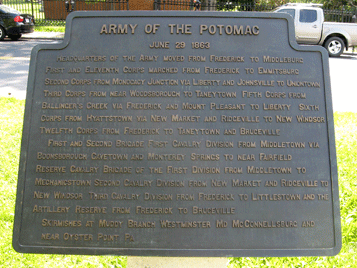 ARMY OF THE POTOMAC
JUNE 29 1863
HEADQUARTERS OF THE ARMY MOVED FROM FREDERICK TO MIDDLEBURG
FIRST AND ELEVENTH CORPS MARCHED FROM FREDERICK TO EMMITSBURG
SECOND CORPS FROM MONOCACY JUNCTION VIA LIBERTY AND JOHNSVILLE TO UNIONTOWN
THIRD CORPS FROM NEAR WOODSBOROUGH TO TANEYTOWN FIFTH CORPS FROM
BALLINGER'S CREEK VIA FREDERICK AND MOUNT PLEASANT TO LIBERTY SIXTH
CORPS FROM HYATTSTOWN VIA NEW MARKET AND RIDGEVILLE TO NEW WINDSOR
TWELFTH CORPS FROM FREDERICK TO TANEYTOWN AND BRUCEVILLE
FIRST AND SECOND BRIGADE FIRST CAVALRY DIVISION FROM MIDDLETOWN VIA
BOONSBOROUGH CAVETOWN AND MONTEREY SPRINGS TO NEAR FAIRFIELD
RESERVE CAVALRY BRIGADE OF THE FIRST DIVISION FROM MIDDLETOWN TO
MECHANICSTOWN SECOND CAVALRY DIVISION FROM NEW MARKET AND RIDGEVILLE TO
NEW WINDSOR THIRD CAVALRY DIVISION FROM FREDERICK TO LITTLESTOWN AND THE
ARTILLERY RESERVE FROM FREDERICK TO BRUCEVILLE
SKIRMISHES AT MUDDY BRANCH WESTMINSTER MD MCCONNELLSBURG AND
NEAR OYSTER POINT PA